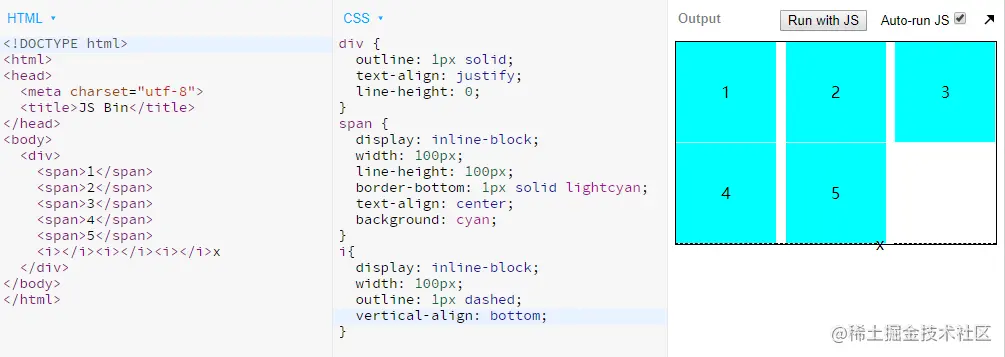 HTML
<!DOCTYPE html>
<html>
<head>
  <meta charset="utf-8">
  <title>JS Bin</title>
</head>
<body>
  <div>
    <span>1</span>
    <span>2</span>
    <span>3</span>
    <span>4</span>
    <span>5</span>
    <i></i><i></i><i></i>x
  </div>
</body>
</html>
CSS
div {
  outline: 1px solid;
  text-align: justify;
  line-height: 0;
}
span {
  display: inline-block;
  width: 100px;
  line-height: 100px;
  border-bottom: 1px solid lightcyan;
  text-align: center;
  background: cyan;
}
i{
  display: inline-block;
  width: 100px;
  outline: 1px dashed;
  vertical-align: bottom;
}
Output Run with JS Auto-run JS
1 2 3
4 5
x
@稀土掘金技术社区